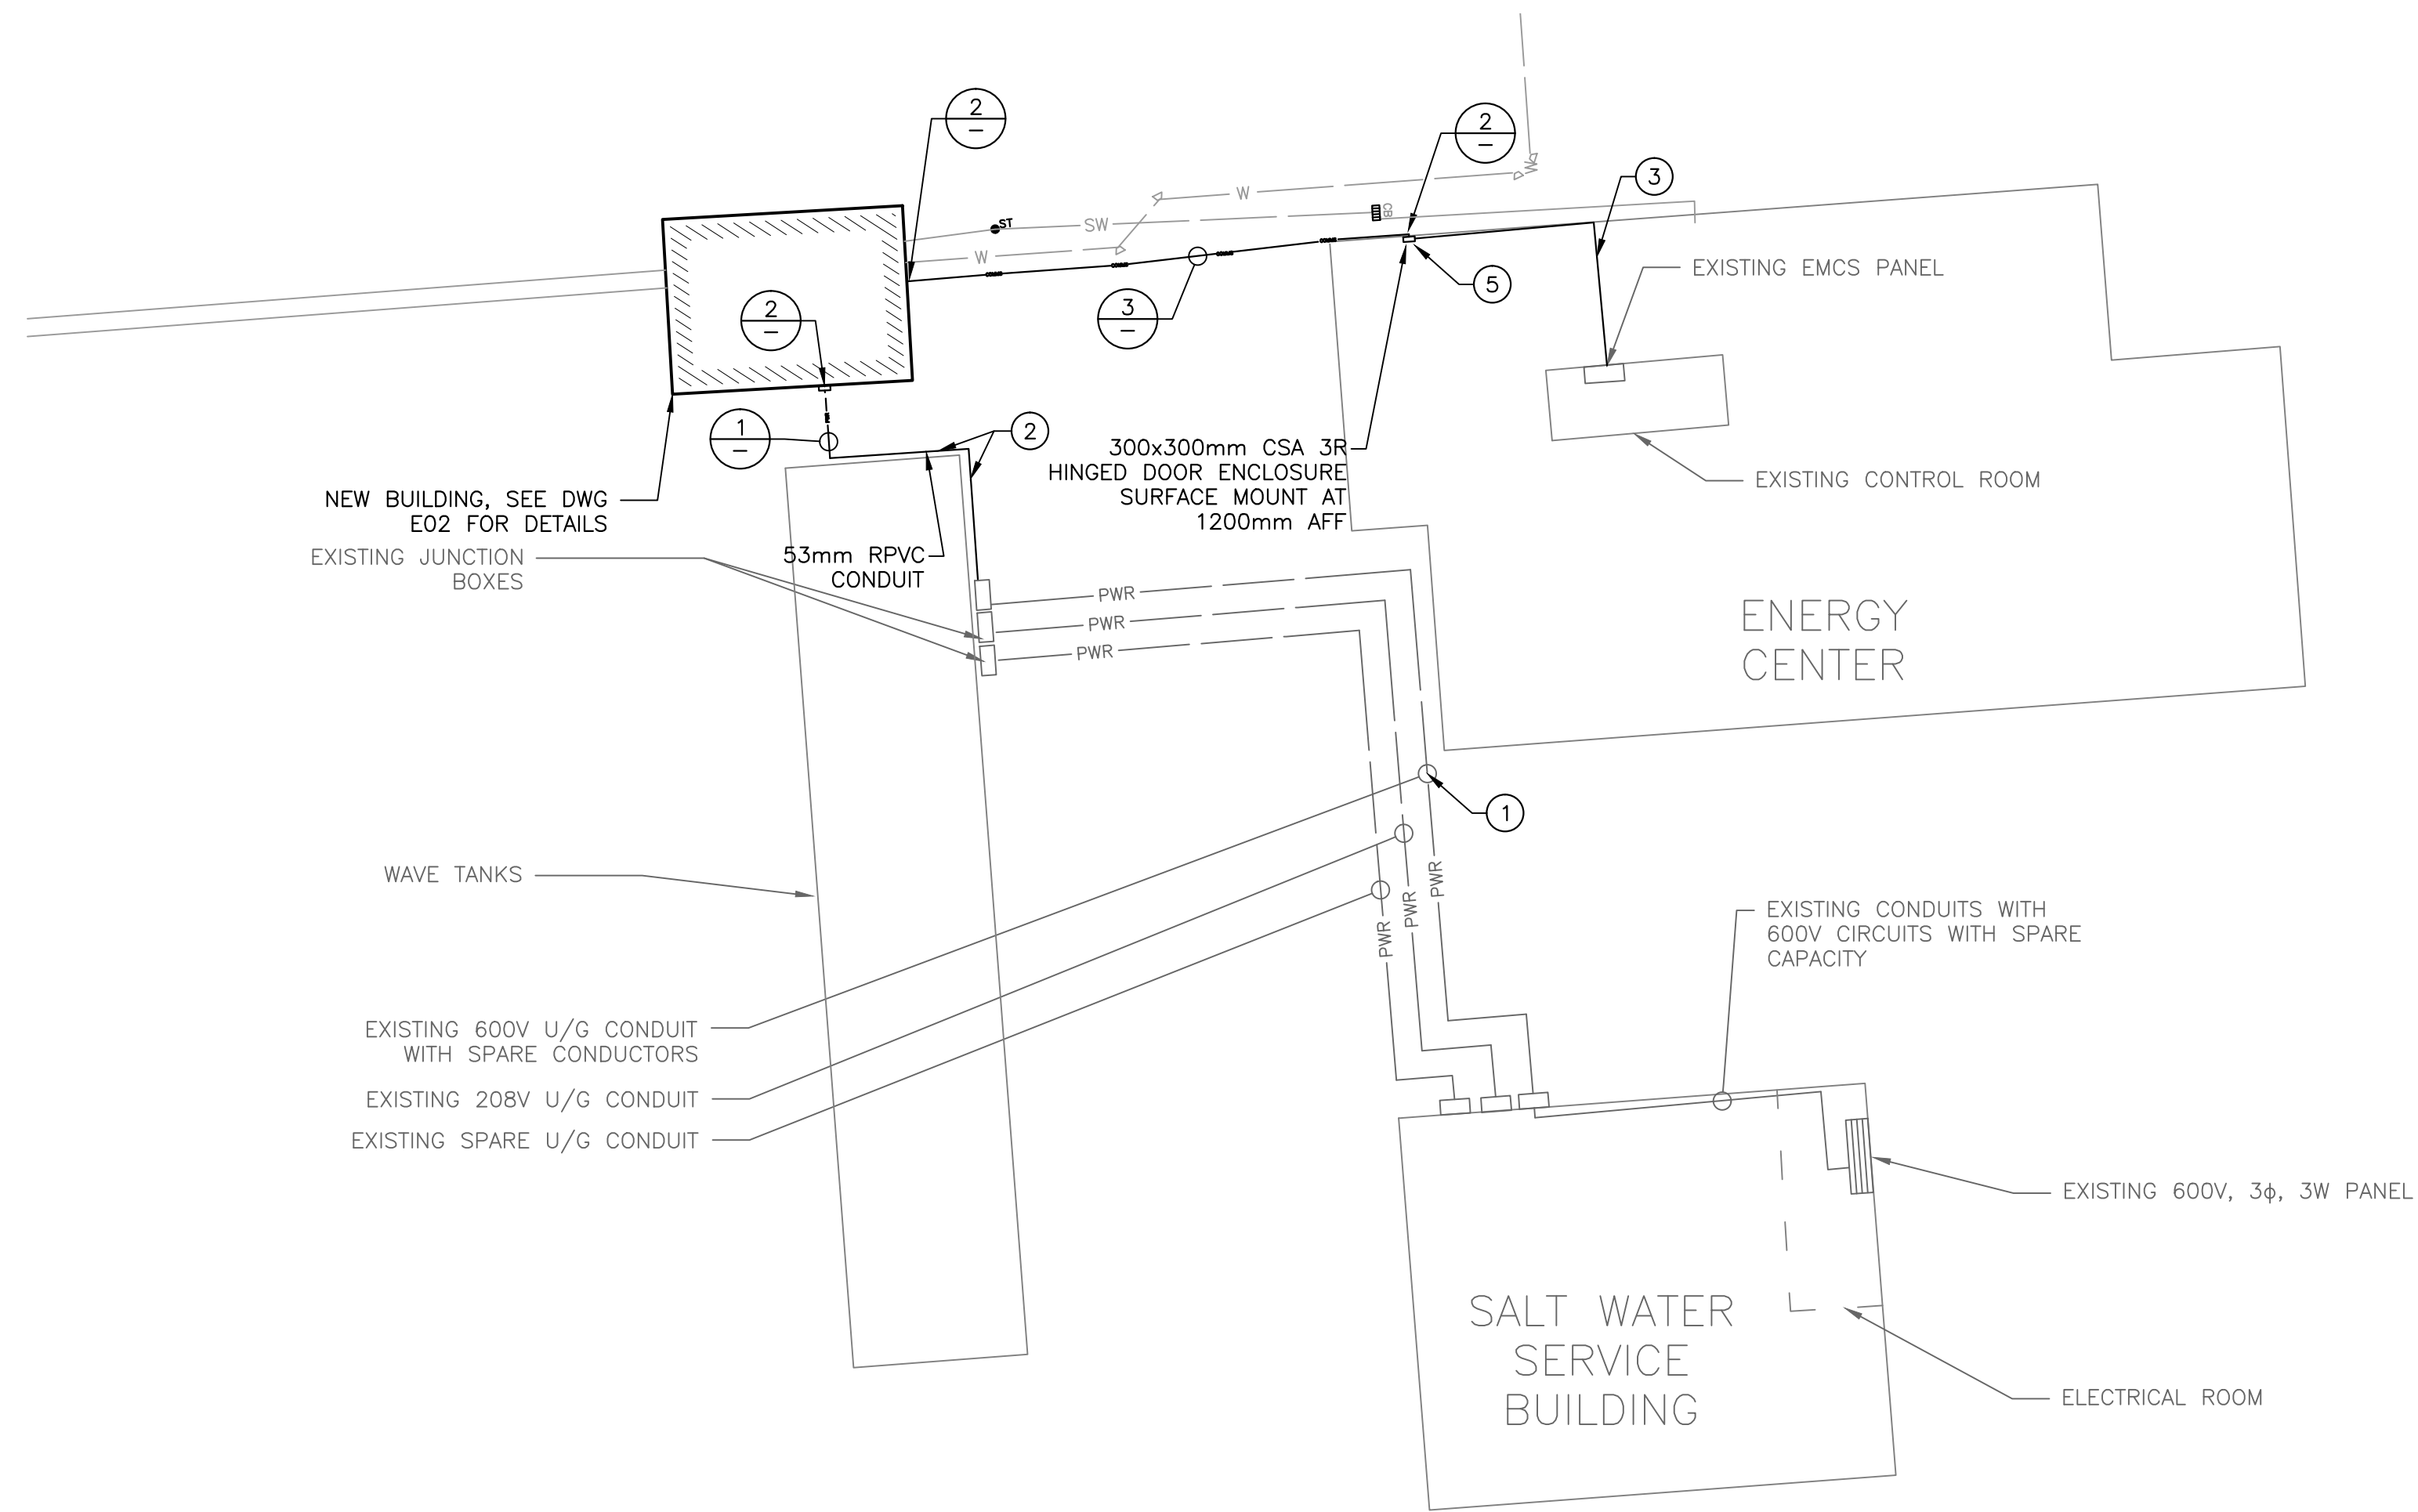 2
–
2
–
3
W
W
ST
SW
CB
W
5
EXISTING EMCS PANEL
2
–
3
–
1
–
2
300x300mm CSA 3R
HINGED DOOR ENCLOSURE
SURFACE MOUNT AT
1200mm AFF
EXISTING CONTROL ROOM
NEW BUILDING, SEE DWG
E02 FOR DETAILS
EXISTING JUNCTION
BOXES
53mm RPVC
CONDUIT
PWR
PWR
PWR
ENERGY
CENTER
1
WAVE TANKS
PWR
PWR
PWR
EXISTING CONDUITS WITH
600V CIRCUITS WITH SPARE
CAPACITY
EXISTING 600V U/G CONDUIT
WITH SPARE CONDUCTORS
EXISTING 208V U/G CONDUIT
EXISTING SPARE U/G CONDUIT
EXISTING 600V, 3ϕ, 3W PANEL
SALT WATER
SERVICE
BUILDING
ELECTRICAL ROOM